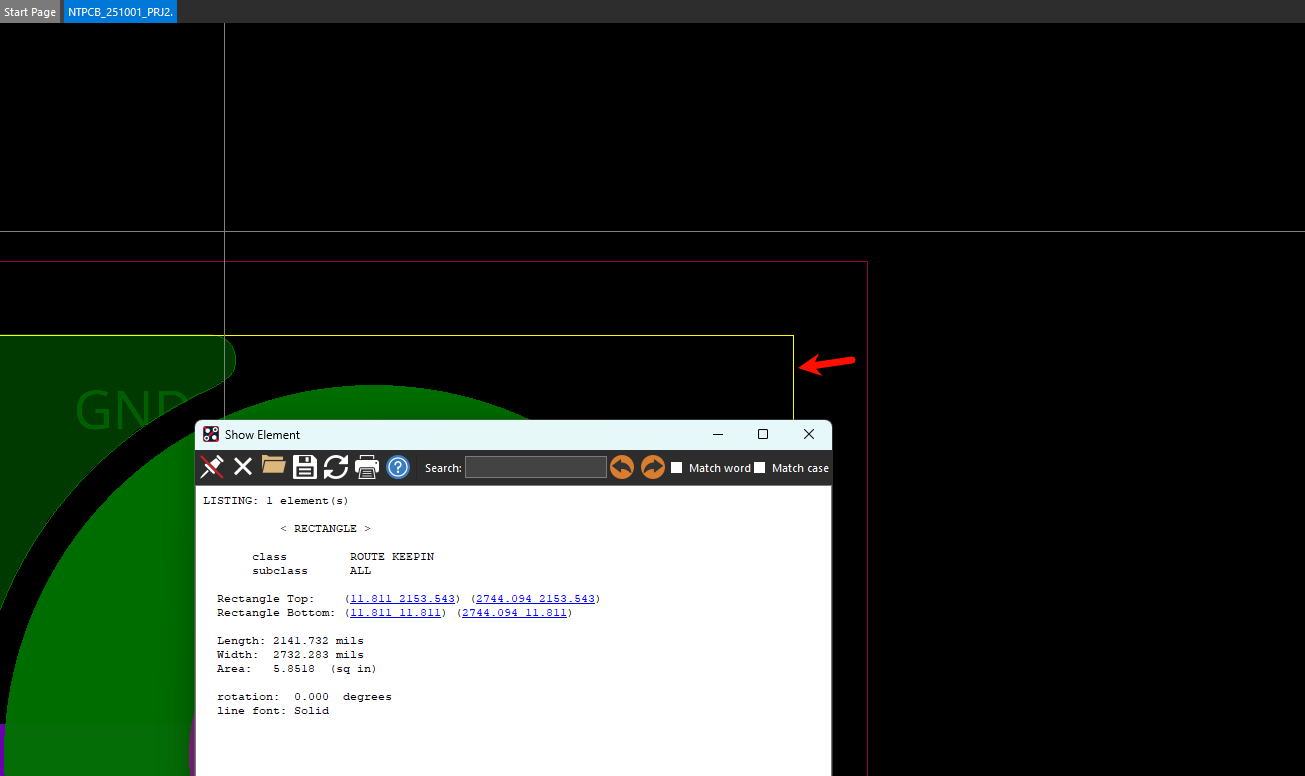 Start Page
NTPCB_251001_PRJ2.
GND
Show Element
Search:
Match word
Match case
LISTING: 1 element(s)
< RECTANGLE >
class ROUTE KEEPIN
subclass ALL
Rectangle Top: (11.811 2153.543) (2744.094 2153.543)
Rectangle Bottom: (11.811 11.811) (2744.094 11.811)
Length: 2141.732 mils
Width: 2732.283 mils
Area: 5.8518 (sq in)
rotation: 0.000 degrees
line font: Solid